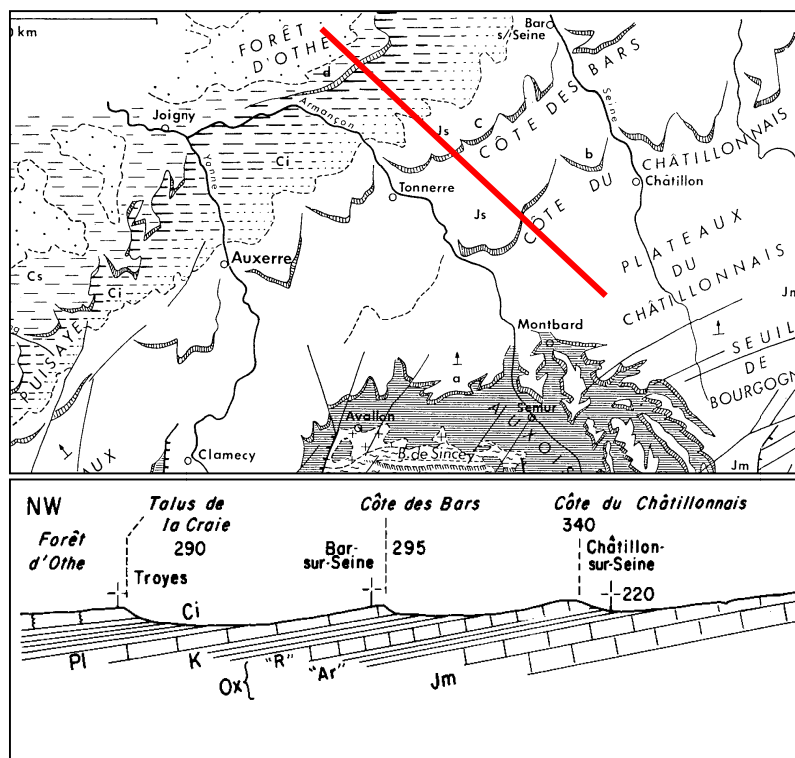 0 km
FORÊT
D'OTHE
d
Bar
s/Seine
Seine
Joigny
Armançon
Js
C
CÔTE DES BARS
Yonne
Ci
b
CHÂTILLONNAIS
Tonnerre
Châtillon
Js
CÔTE DU
Auxerre
Cs
Ci
PLATEAUX
DU
CHÂTILLONNAIS
PUISAYE
Montbard
Jm
SEUIL
DE
BOURGOGNE
a
Avallon
Semur
AUXOIS
B. de Sincey
Clamecy
AUX
Jm
NW
Talus de
la Craie
Côte des Bars
Côte du Châtillonnais
Forêt
d'Othe
290
Bar-
sur-Seine
295
340
Châtillon-
sur-Seine
Troyes
220
Ci
Pl
K
"R"
Ox
"Ar"
Jm